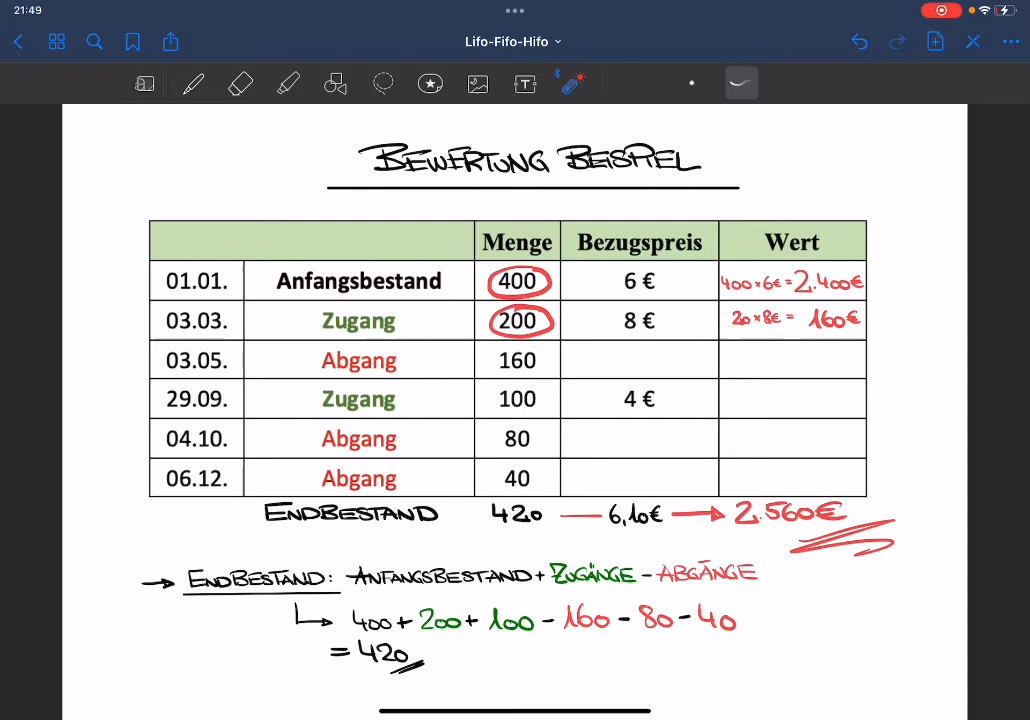 21:49
Lifo-Fifo-Hifo
BEWERTUNG BEISPIEL
Menge Bezugspreis Wert
01.01. Anfangsbestand 400 6 € 400 × 6€ = 2.400€
03.03. Zugang 200 8 € 20 × 8€ = 160€
03.05. Abgang 160
29.09. Zugang 100 4 €
04.10. Abgang 80
06.12. Abgang 40
ENDBESTAND 420 — 6,10€ → 2.560€
→ ENDBESTAND: ANFANGSBESTAND + ZUGÄNGE - ABGÄNGE
↳ 400 + 200 + 100 - 160 - 80 - 40
= 420